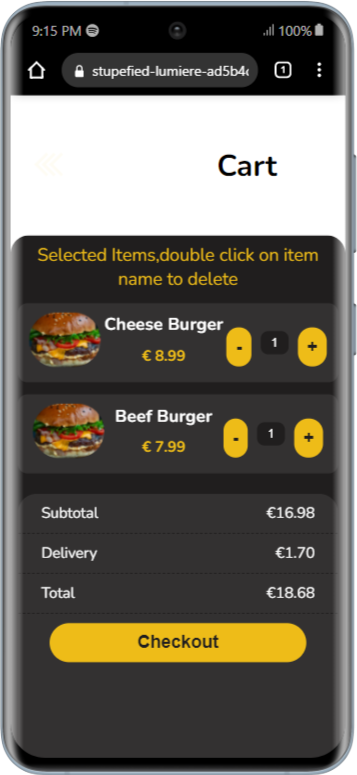 9:15 PM 100%
stupefied-lumiere-ad5b4
1
Cart
Selected Items,double click on item
name to delete
Cheese Burger
€ 8.99
- 1 +
Beef Burger
€ 7.99
- 1 +
Subtotal €16.98
Delivery €1.70
Total €18.68
Checkout